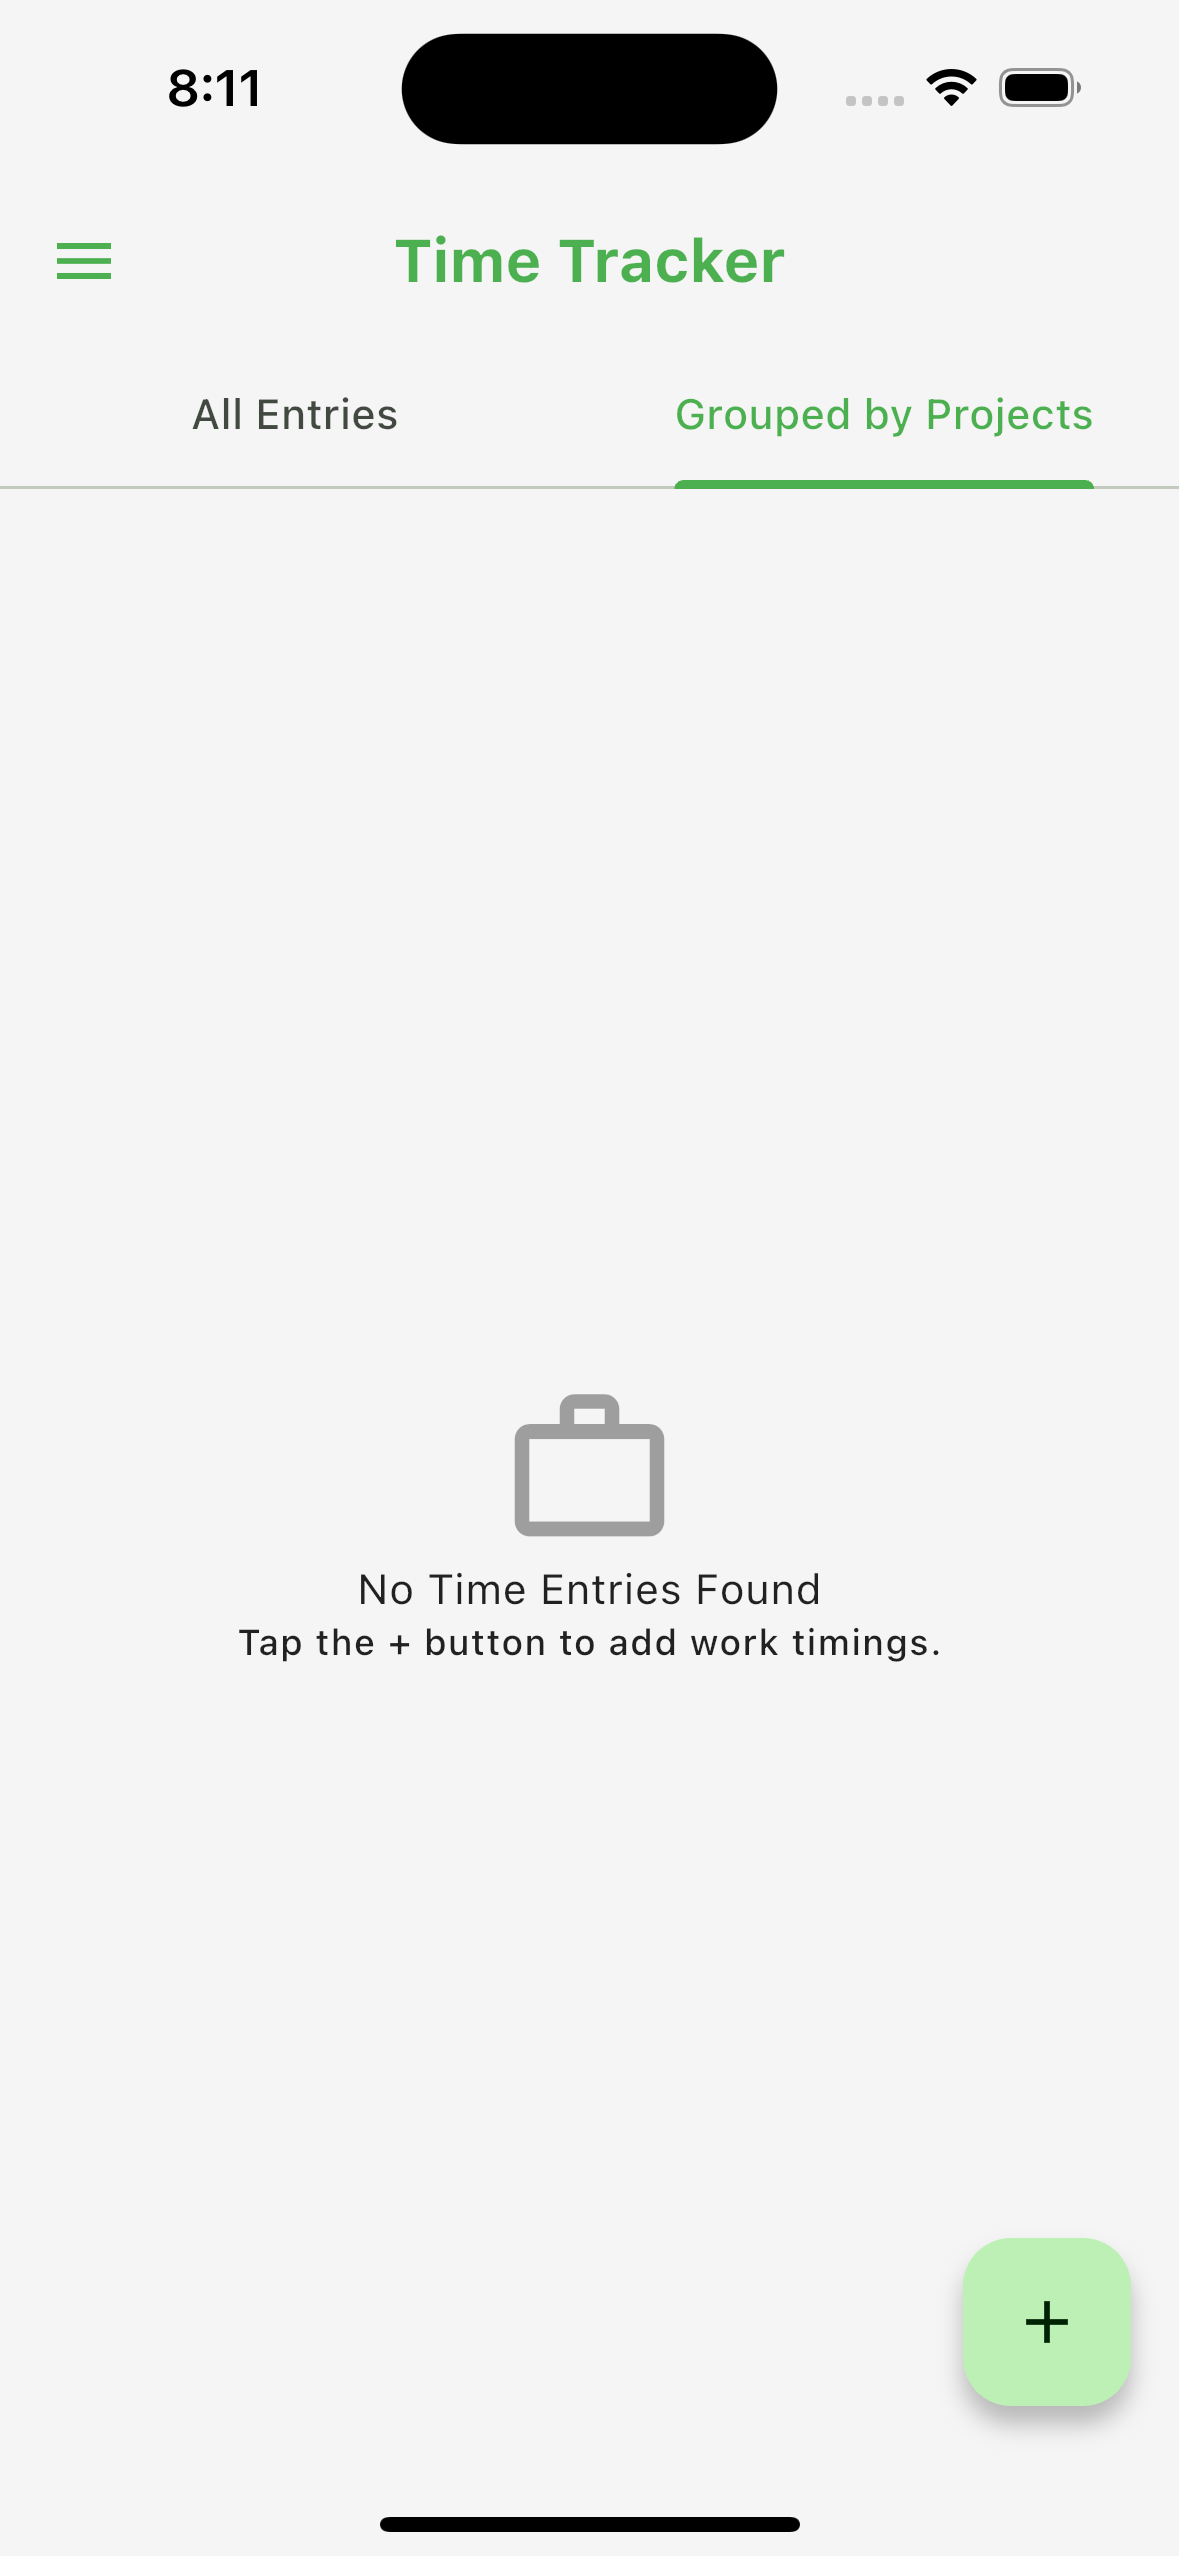 8:11
Time Tracker
All Entries
Grouped by Projects
No Time Entries Found
Tap the + button to add work timings.
+